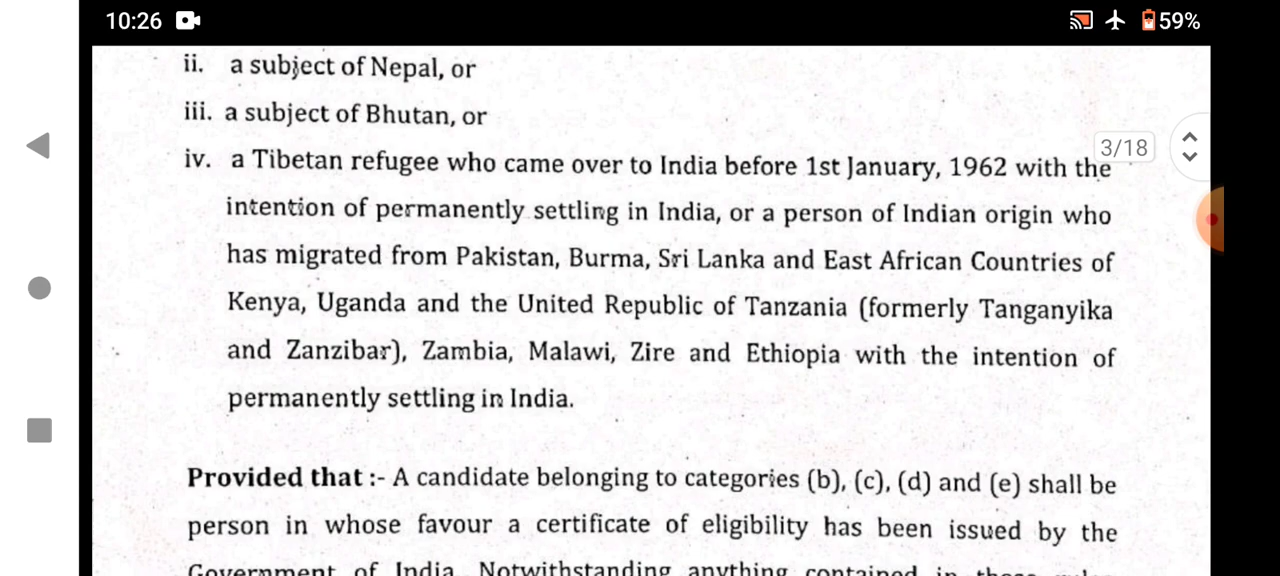 10:26 59%
ii. a subject of Nepal, or
iii. a subject of Bhutan, or
3/18
iv. a Tibetan refugee who came over to India before 1st January, 1962 with the
intention of permanently settling in India, or a person of Indian origin who
has migrated from Pakistan, Burma, Sri Lanka and East African Countries of
Kenya, Uganda and the United Republic of Tanzania (formerly Tanganyika
and Zanzibar), Zambia, Malawi, Zire and Ethiopia with the intention of
permanently settling in India.
Provided that :- A candidate belonging to categories (b), (c), (d) and (e) shall be
person in whose favour a certificate of eligibility has been issued by the
Government of India. Notwithstanding anything contained in these rules